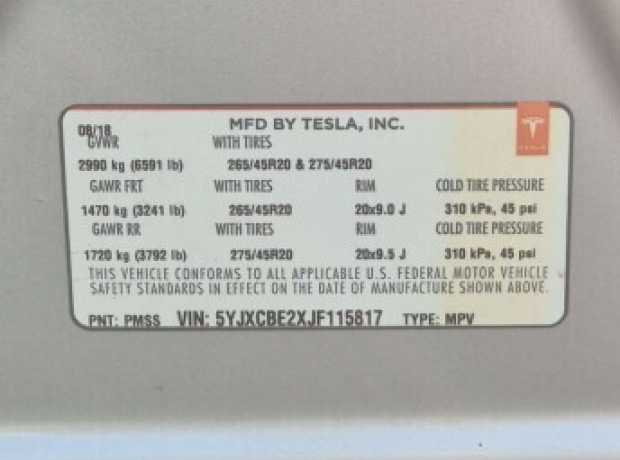 08/18 MFD BY TESLA, INC.
GVWR WITH TIRES
2990 kg (6591 lb) 265/45R20 & 275/45R20
GAWR FRT WITH TIRES RIM COLD TIRE PRESSURE
1470 kg (3241 lb) 265/45R20 20x9.0 J 310 kPa, 45 psi
GAWR RR WITH TIRES RIM COLD TIRE PRESSURE
1720 kg (3792 lb) 275/45R20 20x9.5 J 310 kPa, 45 psi
THIS VEHICLE CONFORMS TO ALL APPLICABLE U.S. FEDERAL MOTOR VEHICLE
SAFETY STANDARDS IN EFFECT ON THE DATE OF MANUFACTURE SHOWN ABOVE.
PNT: PMSS VIN: 5YJXCBE2XJF115817 TYPE: MPV
TESLA